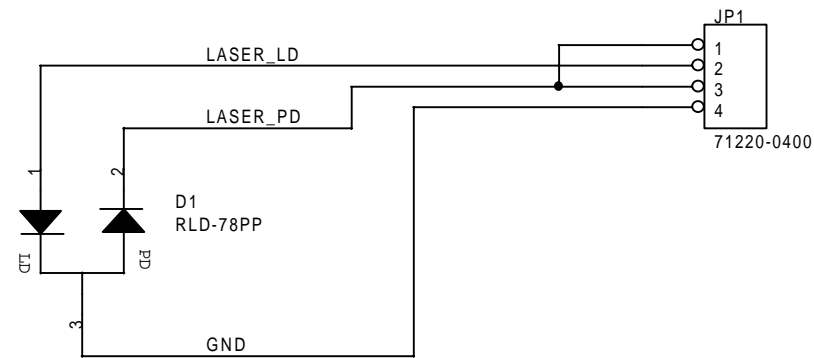 JP1
LASER_LD
1
2
3
4
LASER_PD
71220-0400
1
2
D1
RLD-78PP
LD
PD
3
GND